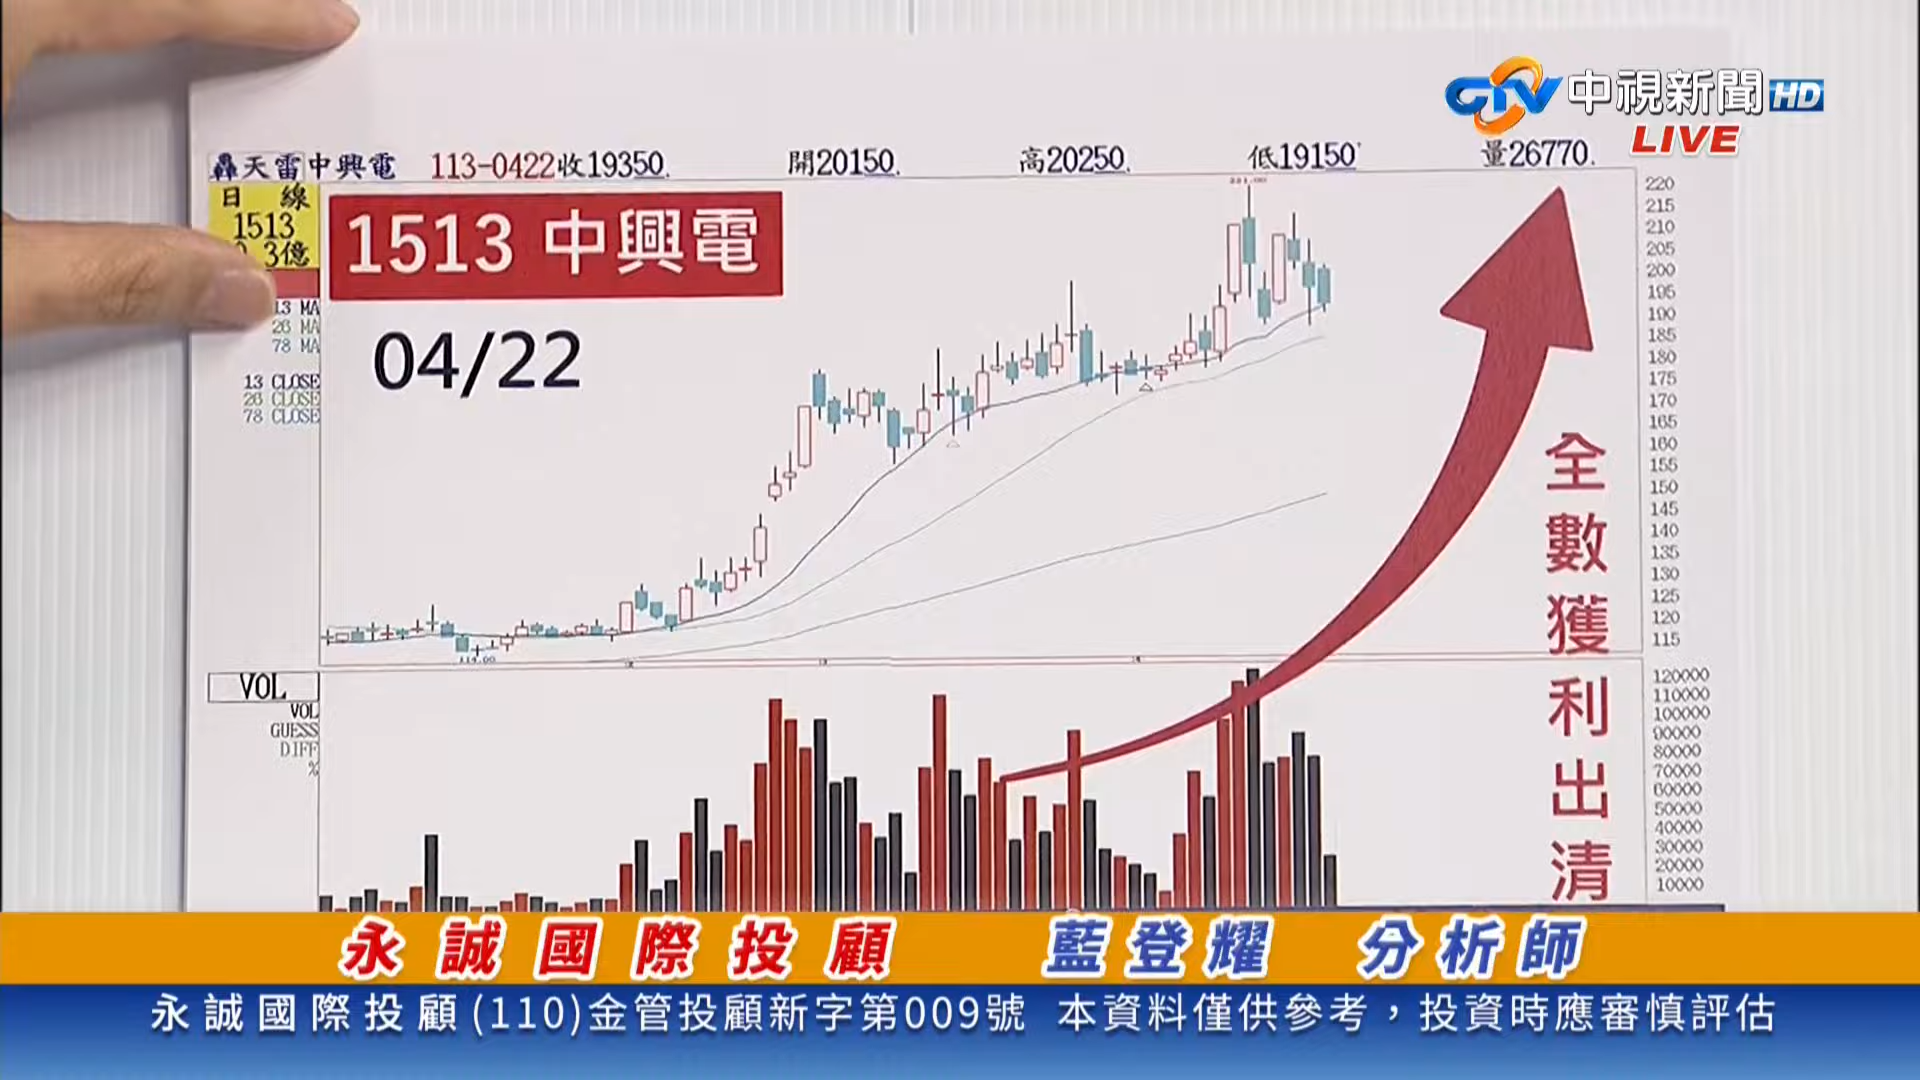 CTV中視新聞HD
LIVE
轟天雷中興電 113-0422收19350. 開20150. 高20250. 低19150 量26770.
日 線
1513
3億
1513 中興電
04/22
13 MA
26 MA
78 MA
13 CLOSE
26 CLOSE
78 CLOSE
114.00
220
215
210
205
200
195
190
185
180
175
170
165
160
155
150
145
140
135
130
125
120
115
全數獲利出清
VOL
VOL
GUESS
DIFF
%
120000
110000
100000
90000
80000
70000
60000
50000
40000
30000
20000
10000
永誠國際投顧 藍登耀 分析師
永誠國際投顧(110)金管投顧新字第009號 本資料僅供參考,投資時應審慎評估